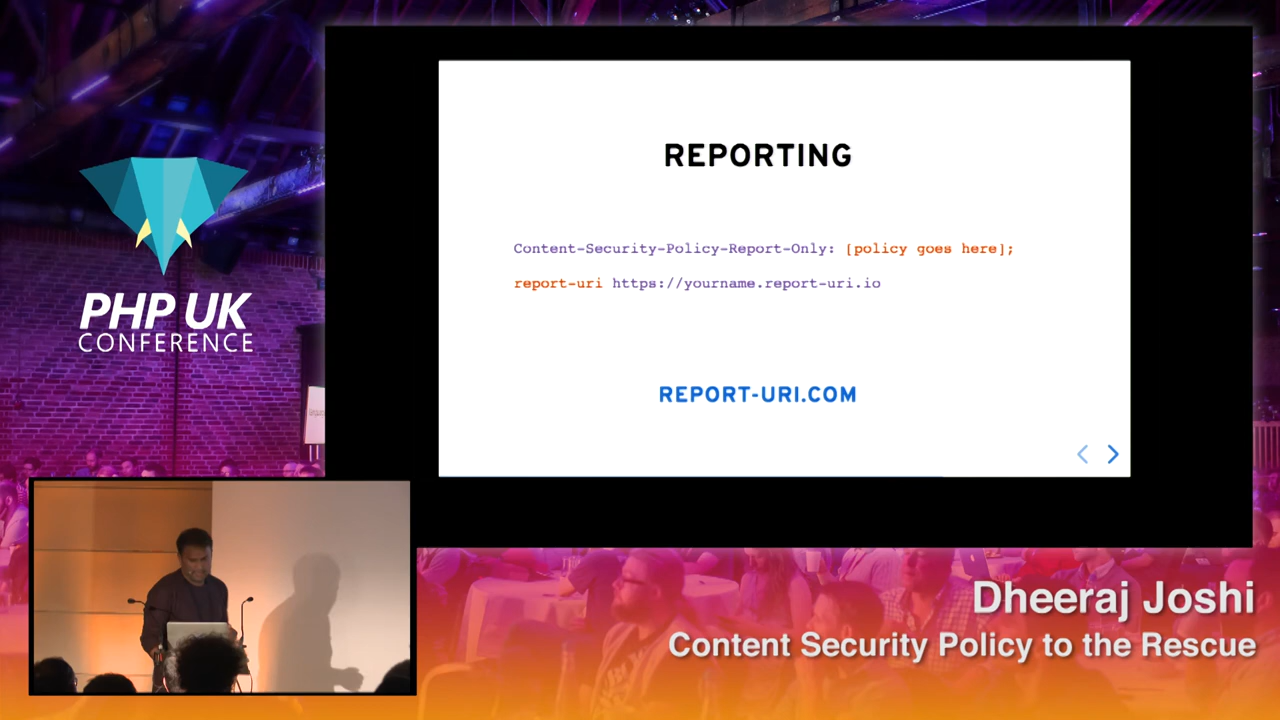 REPORTING
Content-Security-Policy-Report-Only: [policy goes here];
report-uri https://yourname.report-uri.io
REPORT-URI.COM
PHP UK
CONFERENCE
Dheeraj Joshi
Content Security Policy to the Rescue